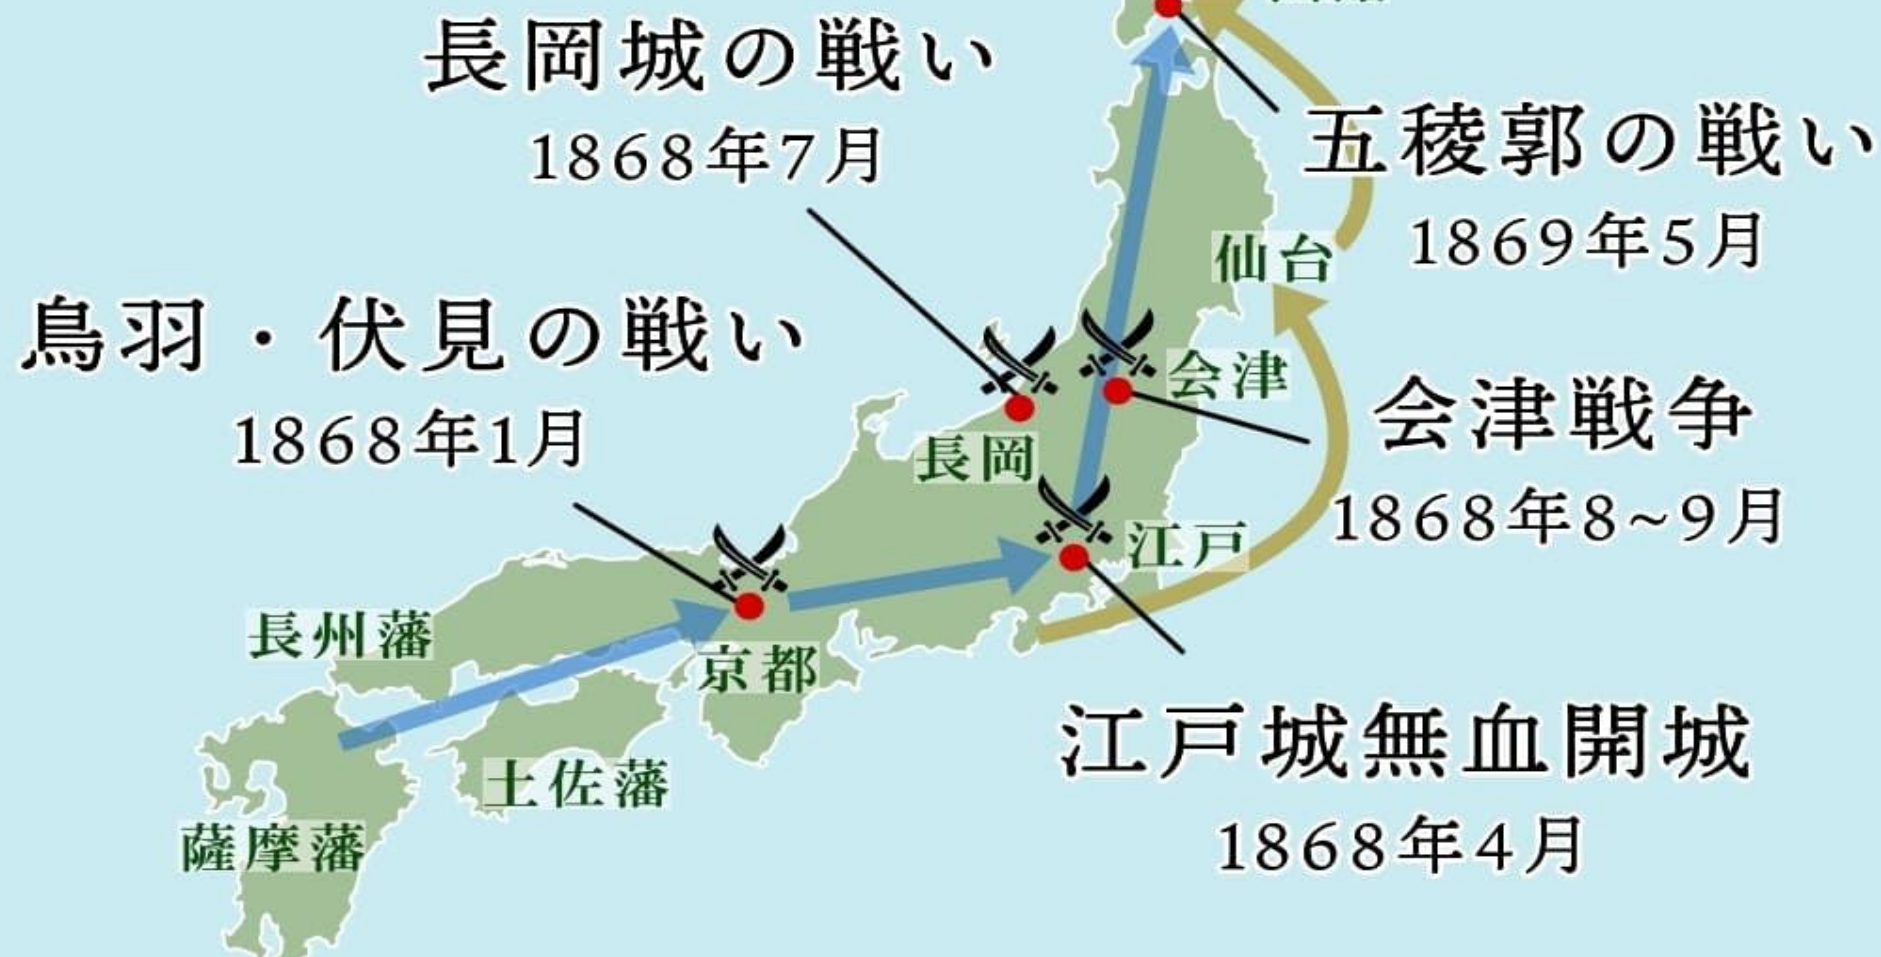 長岡城の戦い
1868年7月
五稜郭の戦い
1869年5月
仙台
鳥羽・伏見の戦い
1868年1月
会津
会津戦争
1868年8~9月
長岡
江戸
長州藩
京都
江戸城無血開城
1868年4月
土佐藩
薩摩藩